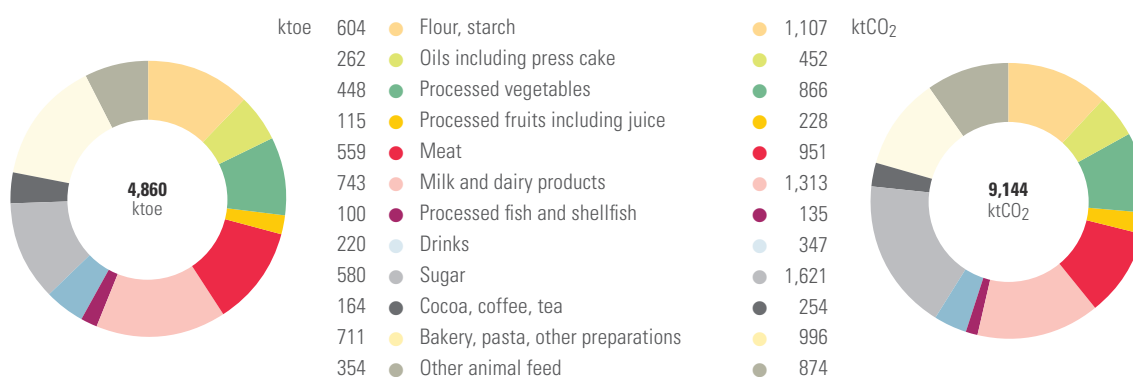 ktoe 604 Flour, starch 1,107 ktCO₂
262 Oils including press cake 452
448 Processed vegetables 866
115 Processed fruits including juice 228
559 Meat 951
743 Milk and dairy products 1,313
100 Processed fish and shellfish 135
220 Drinks 347
580 Sugar 1,621
164 Cocoa, coffee, tea 254
711 Bakery, pasta, other preparations 996
354 Other animal feed 874
4,860
ktoe
9,144
ktCO₂